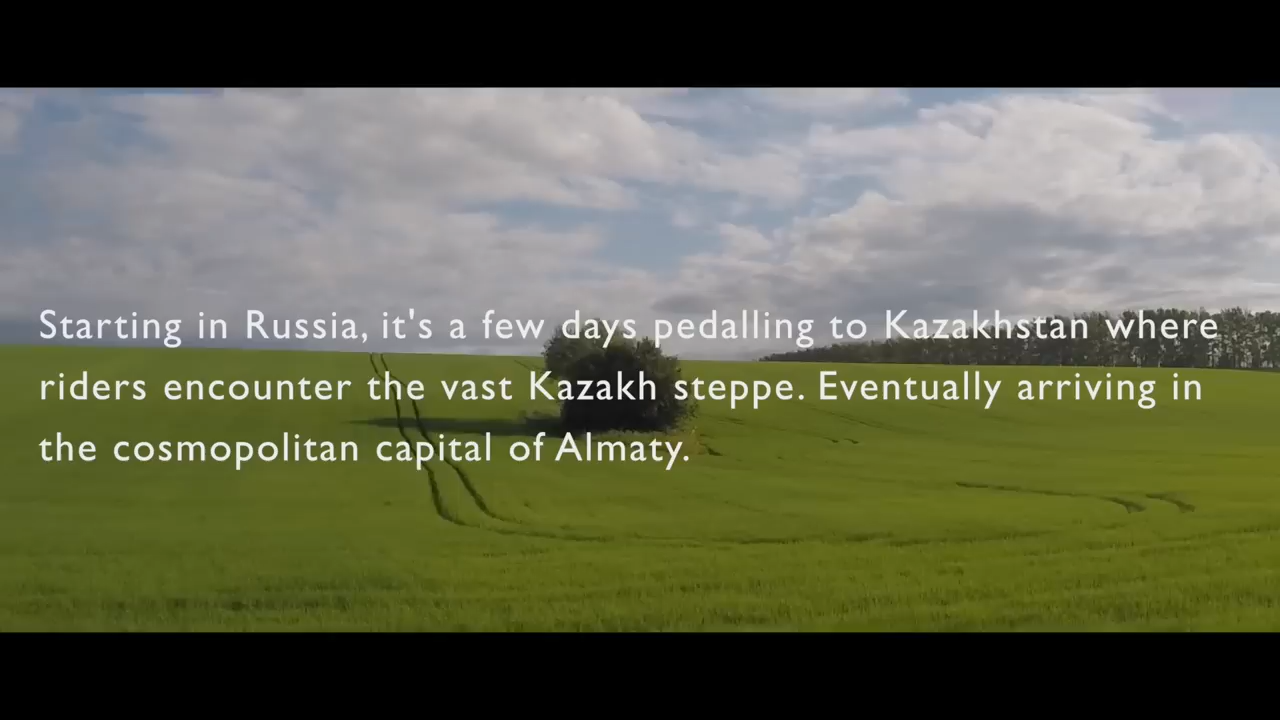 Starting in Russia, it's a few days pedalling to Kazakhstan where
riders encounter the vast Kazakh steppe. Eventually arriving in
the cosmopolitan capital of Almaty.